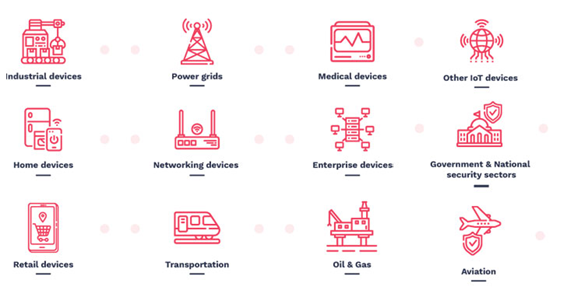 Industrial devices
Power grids
Medical devices
Other IoT devices
Home devices
Networking devices
Enterprise devices
Government & National
security sectors
Retail devices
Transportation
Oil & Gas
Aviation